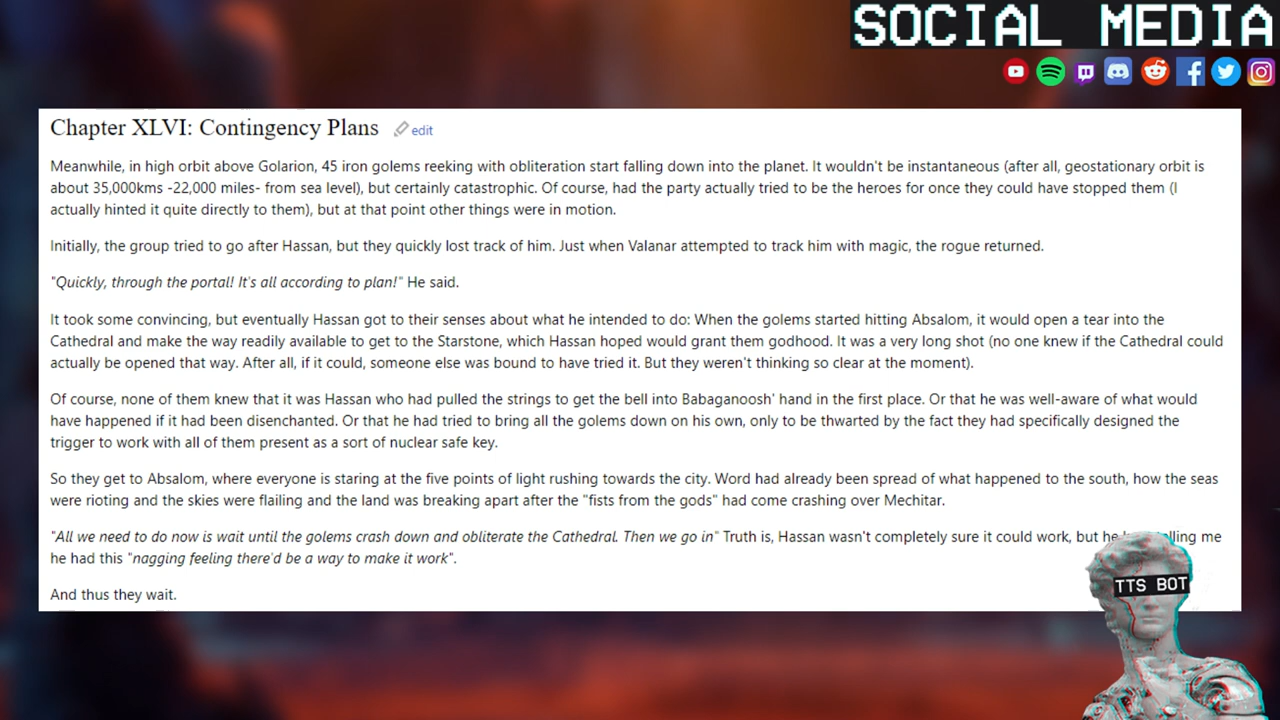 SOCIAL MEDIA
Chapter XLVI: Contingency Plans edit
Meanwhile, in high orbit above Golarion, 45 iron golems reeking with obliteration start falling down into the planet. It wouldn't be instantaneous (after all, geostationary orbit is
about 35,000kms -22,000 miles- from sea level), but certainly catastrophic. Of course, had the party actually tried to be the heroes for once they could have stopped them (I
actually hinted it quite directly to them), but at that point other things were in motion.
Initially, the group tried to go after Hassan, but they quickly lost track of him. Just when Valanar attempted to track him with magic, the rogue returned.
"Quickly, through the portal! It's all according to plan!" He said.
It took some convincing, but eventually Hassan got to their senses about what he intended to do: When the golems started hitting Absalom, it would open a tear into the
Cathedral and make the way readily available to get to the Starstone, which Hassan hoped would grant them godhood. It was a very long shot (no one knew if the Cathedral could
actually be opened that way. After all, if it could, someone else was bound to have tried it. But they weren't thinking so clear at the moment).
Of course, none of them knew that it was Hassan who had pulled the strings to get the bell into Babaganoosh' hand in the first place. Or that he was well-aware of what would
have happened if it had been disenchanted. Or that he had tried to bring all the golems down on his own, only to be thwarted by the fact they had specifically designed the
trigger to work with all of them present as a sort of nuclear safe key.
So they get to Absalom, where everyone is staring at the five points of light rushing towards the city. Word had already been spread of what happened to the south, how the seas
were rioting and the skies were flailing and the land was breaking apart after the "fists from the gods" had come crashing over Mechitar.
"All we need to do now is wait until the golems crash down and obliterate the Cathedral. Then we go in" Truth is, Hassan wasn't completely sure it could work, but he me
he had this "nagging feeling there'd be a way to make it work".
And thus they wait.
TTS BOT